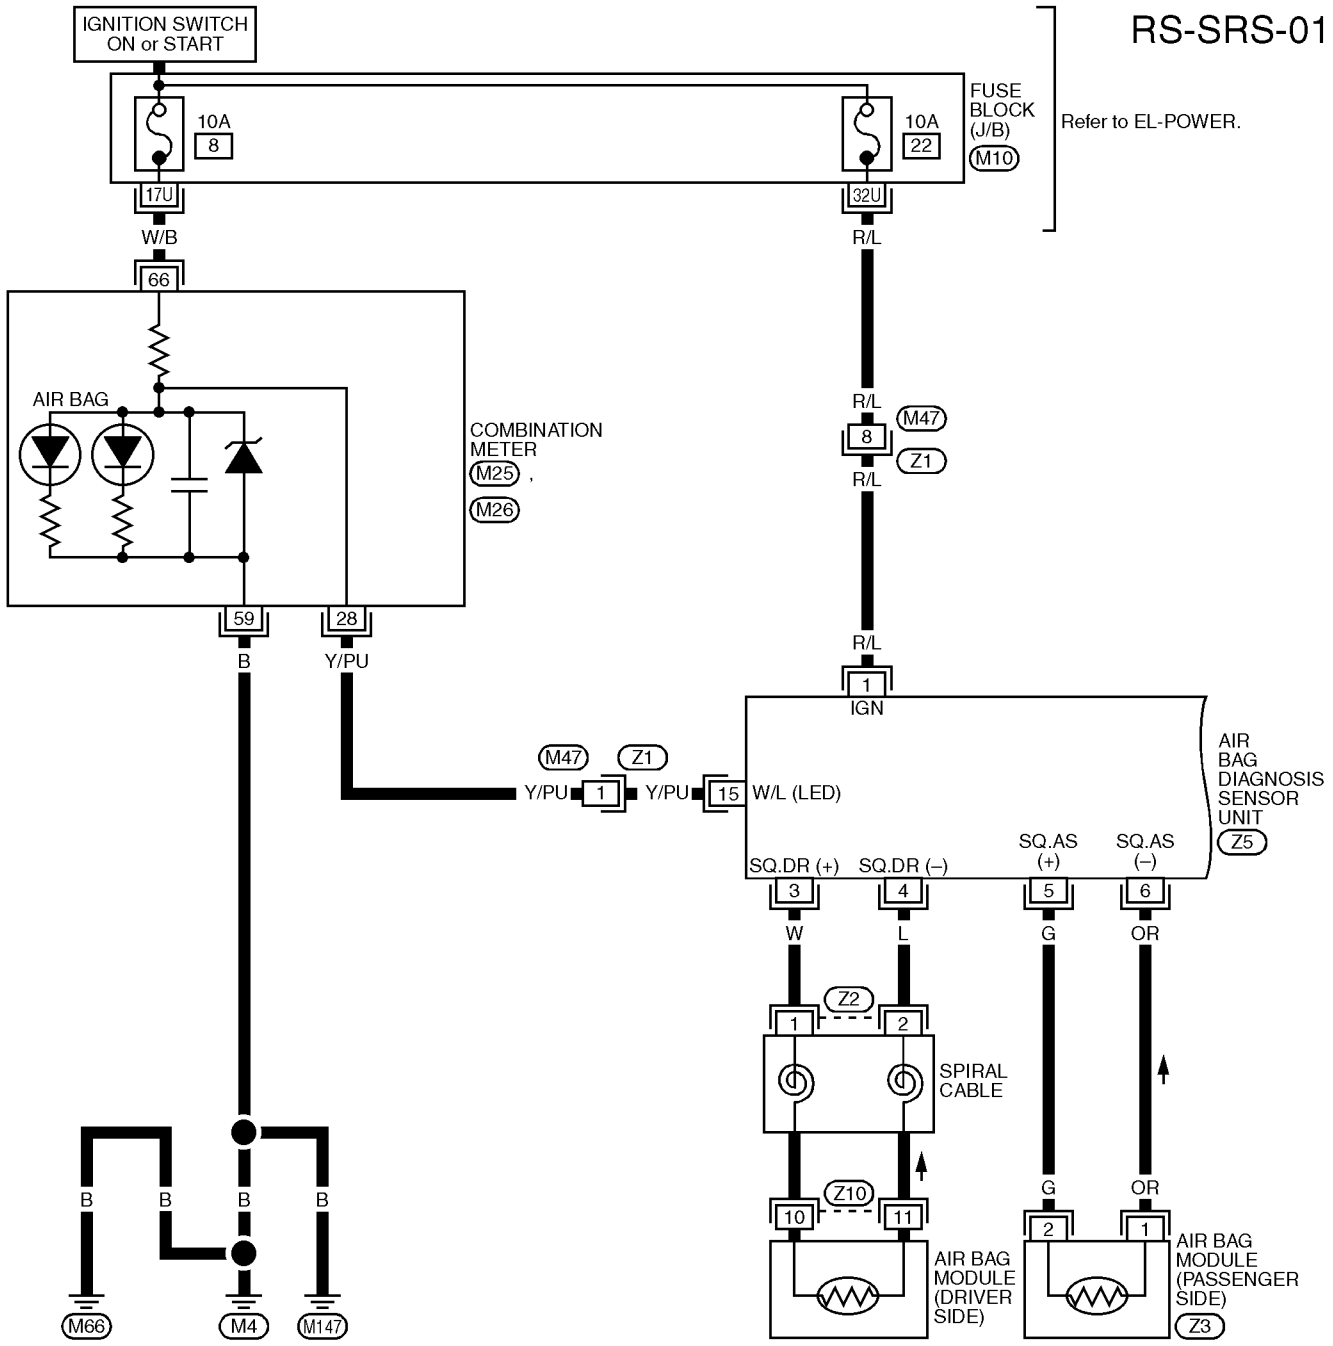 IGNITION SWITCH
ON or START
RS-SRS-01
10A
8
10A
22
FUSE
BLOCK
(J/B)
M10
Refer to EL-POWER.
17U
32U
W/B
R/L
66
AIR BAG
COMBINATION
METER
M25 ,
M26
R/L
M47
8
Z1
R/L
59
28
B
Y/PU
R/L
1
IGN
M47
Z1
Y/PU
1
Y/PU
15
W/L (LED)
AIR
BAG
DIAGNOSIS
SENSOR
UNIT
Z5
SQ.DR (+)
SQ.DR (–)
SQ.AS
(+)
SQ.AS
(–)
3
4
5
6
W
L
G
OR
Z2
1
2
SPIRAL
CABLE
B
B
B
B
Z10
10
11
G
OR
2
1
AIR BAG
MODULE
(DRIVER
SIDE)
AIR BAG
MODULE
(PASSENGER
SIDE)
Z3
M66
M4
M147